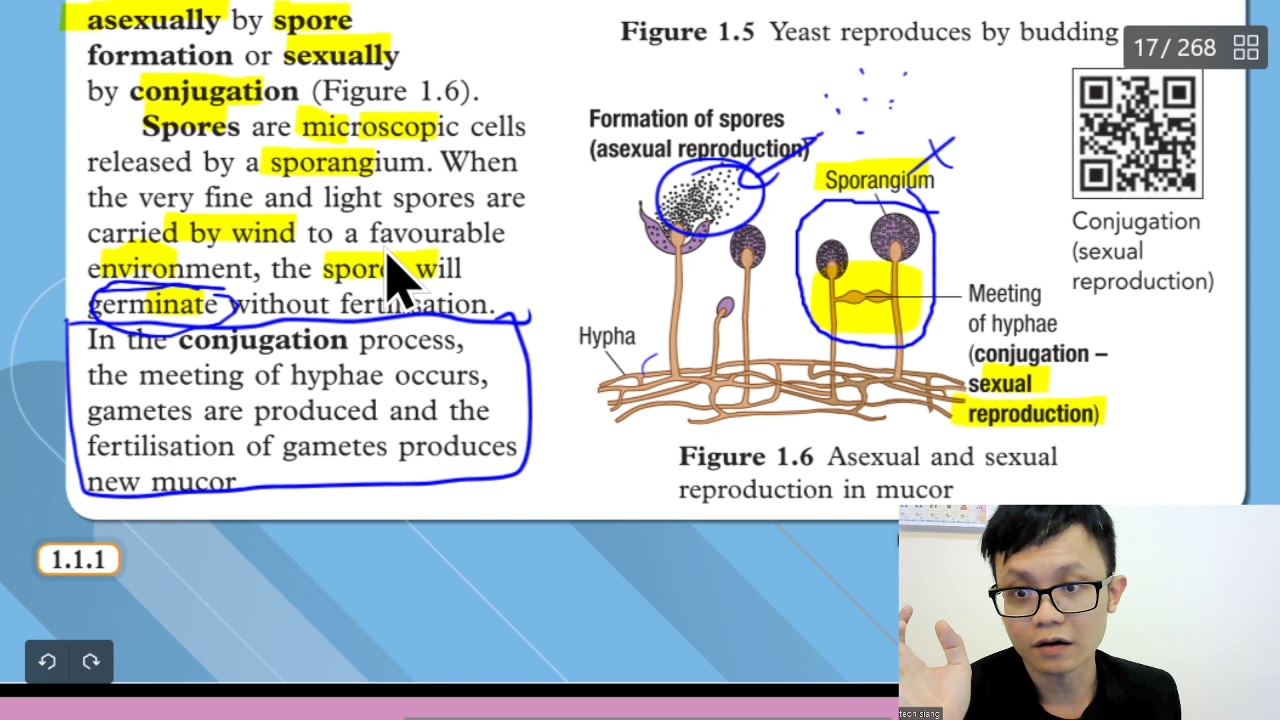 asexually by spore
formation or sexually
by conjugation (Figure 1.6).
Spores are microscopic cells
released by a sporangium. When
the very fine and light spores are
carried by wind to a favourable
environment, the will
germinate without fertilisation.
In the conjugation process,
the meeting of hyphae occurs,
gametes are produced and the
fertilisation of gametes produces
new mucor
1.1.1
Figure 1.5 Yeast reproduces by budding
17/ 268
Formation of spores
(asexual reproduction)
Sporangium
Hypha
Meeting
of hyphae
(conjugation –
sexual
reproduction)
Conjugation
(sexual
reproduction)
Figure 1.6 Asexual and sexual
reproduction in mucor
tech siang